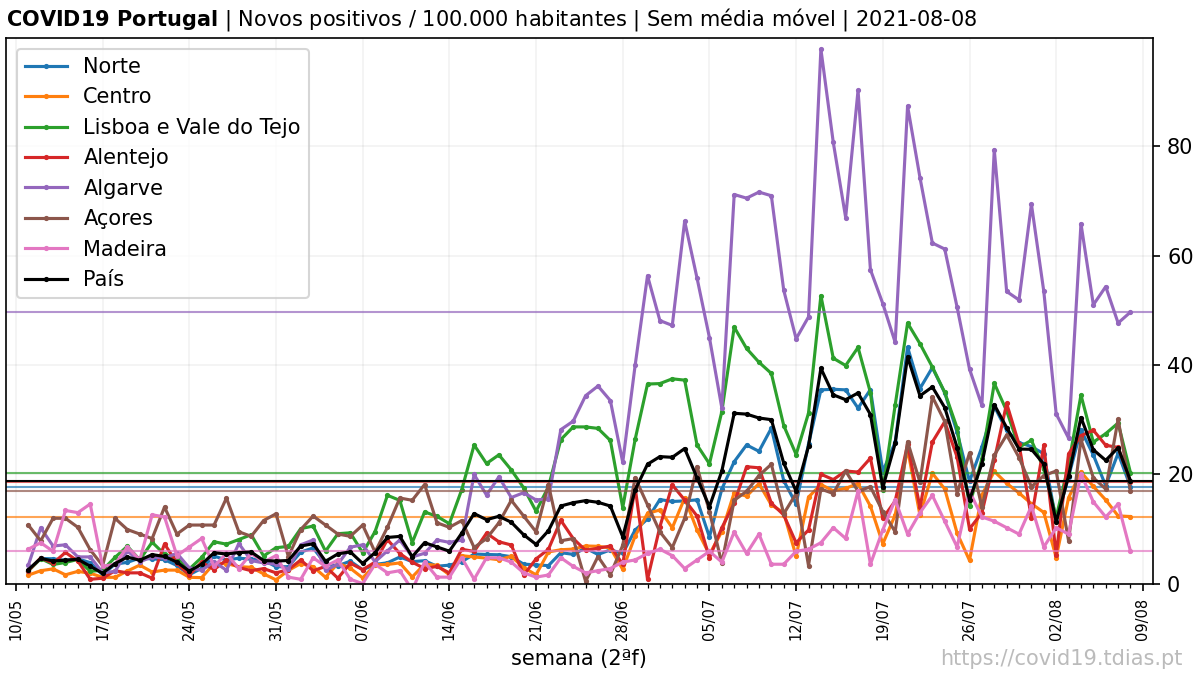 COVID19 Portugal | Novos positivos / 100.000 habitantes | Sem média móvel | 2021-08-08
Norte
Centro
Lisboa e Vale do Tejo
Alentejo
Algarve
Açores
Madeira
País
80
60
40
20
0
10/05
17/05
24/05
31/05
07/06
14/06
21/06
28/06
05/07
12/07
19/07
26/07
02/08
09/08
semana (2ªf)
https://covid19.tdias.pt